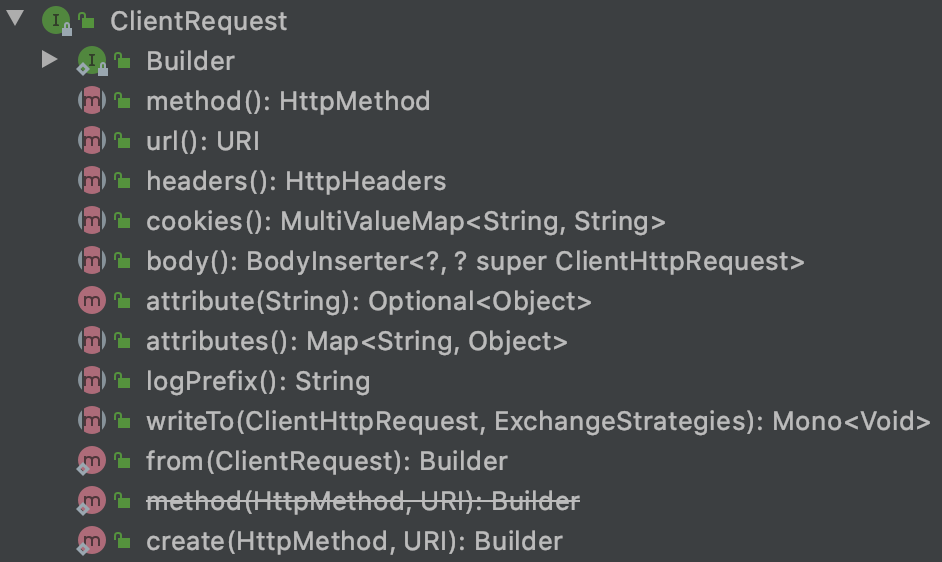 ClientRequest
Builder
method(): HttpMethod
url(): URI
headers(): HttpHeaders
cookies(): MultiValueMap<String, String>
body(): BodyInserter<?, ? super ClientHttpRequest>
attribute(String): Optional<Object>
attributes(): Map<String, Object>
logPrefix(): String
writeTo(ClientHttpRequest, ExchangeStrategies): Mono<Void>
from(ClientRequest): Builder
method(HttpMethod, URI): Builder
create(HttpMethod, URI): Builder